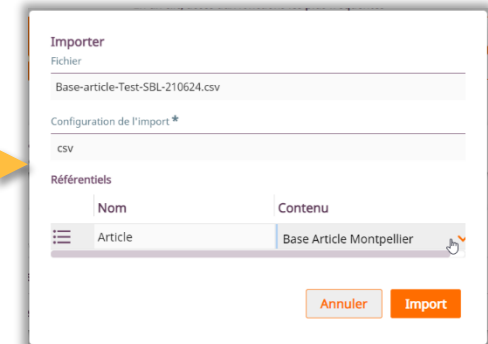 Importer
Fichier
Base-article-Test-SBL-210624.csv
Configuration de l'import *
csv
Référentiels
Nom Contenu
Article Base Article Montpellier
Annuler Import